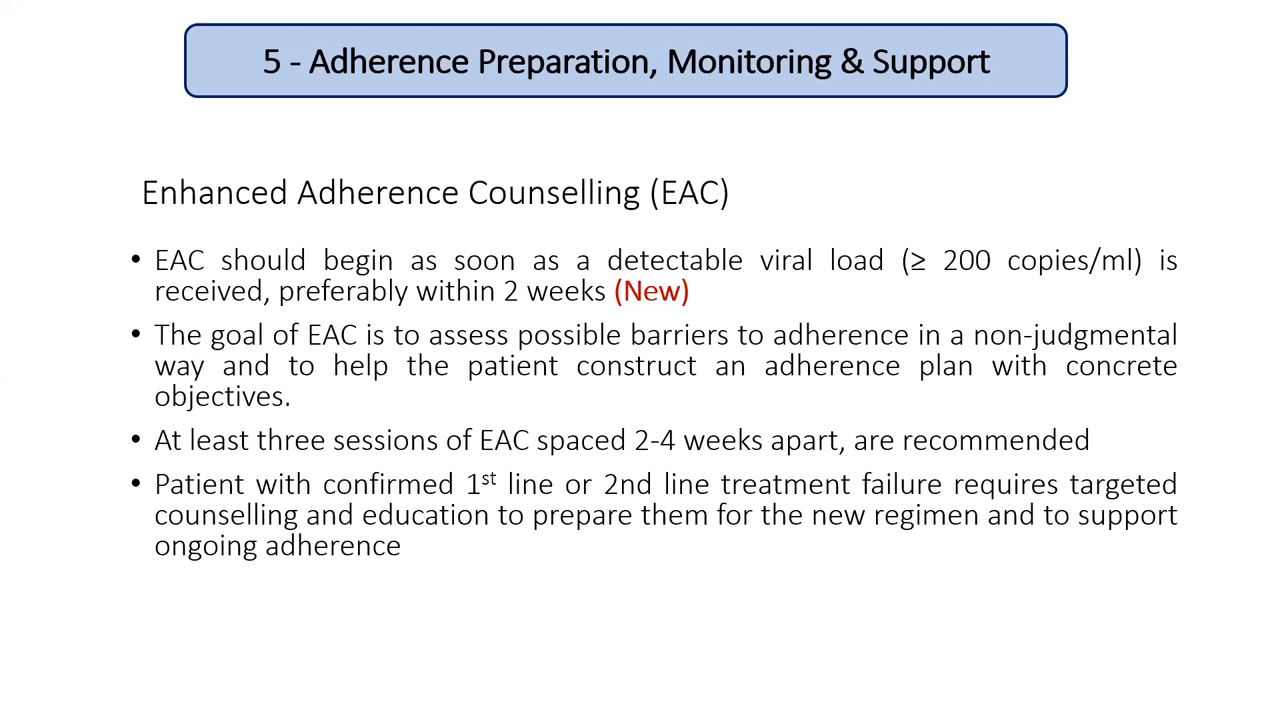 5 - Adherence Preparation, Monitoring & Support
Enhanced Adherence Counselling (EAC)
• EAC should begin as soon as a detectable viral load (≥ 200 copies/ml) is
received, preferably within 2 weeks (New)
• The goal of EAC is to assess possible barriers to adherence in a non-judgmental
way and to help the patient construct an adherence plan with concrete
objectives.
• At least three sessions of EAC spaced 2-4 weeks apart, are recommended
• Patient with confirmed 1st line or 2nd line treatment failure requires targeted
counselling and education to prepare them for the new regimen and to support
ongoing adherence